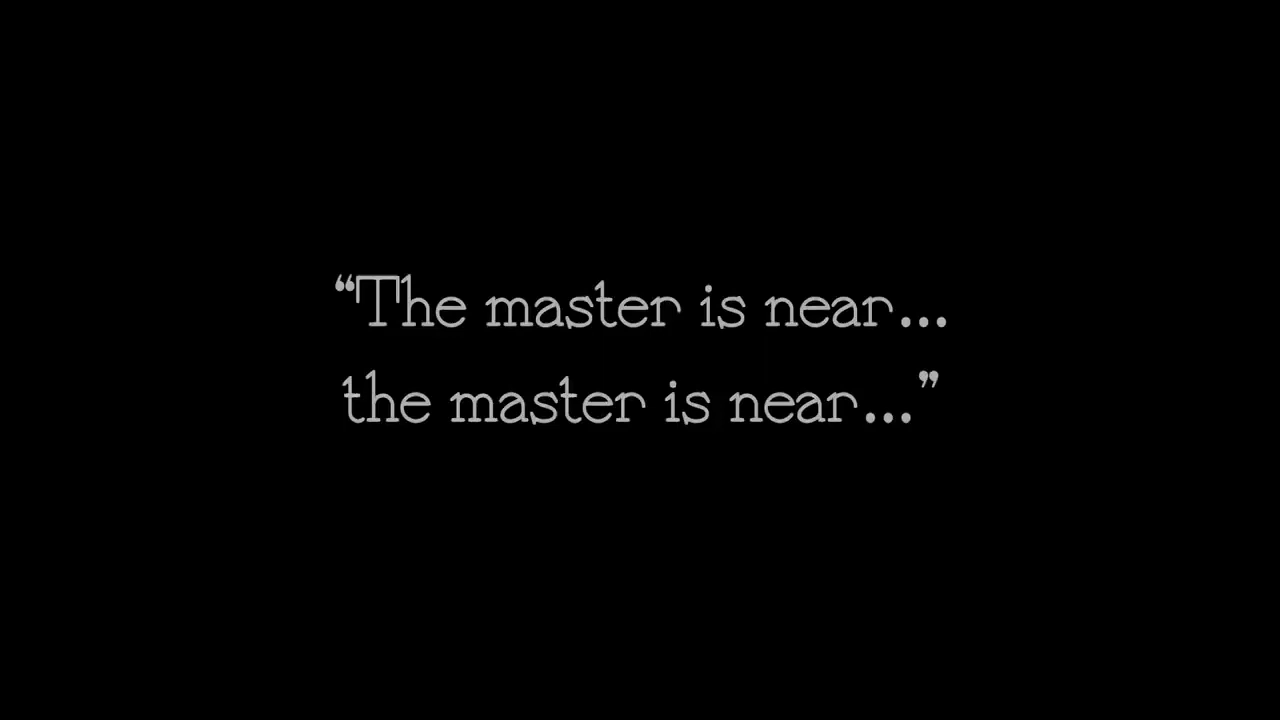 “The master is near...
the master is near...”